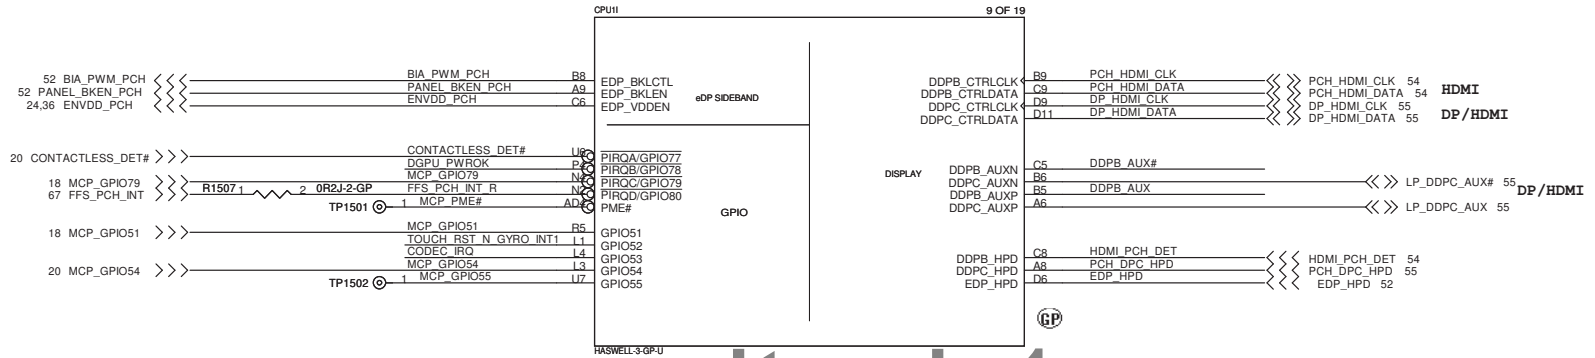 CPU1I 9 OF 19
52 BIA_PWM_PCH BIA_PWM_PCH B8 EDP_BKLCTL
52 PANEL_BKEN_PCH PANEL_BKEN_PCH A9 EDP_BKLEN
24,36 ENVDD_PCH ENVDD_PCH C6 EDP_VDDEN
eDP SIDEBAND
20 CONTACTLESS_DET# CONTACTLESS_DET# U6 PIRQA/GPIO77
DGPU_PWROK P4 PIRQB/GPIO78
18 MCP_GPIO79 MCP_GPIO79 N4 PIRQC/GPIO79
67 FFS_PCH_INT R1507 1 2 0R2J-2-GP FFS_PCH_INT_R N2 PIRQD/GPIO80
TP1501 1 MCP_PME# AD4 PME#
GPIO
18 MCP_GPIO51 MCP_GPIO51 R5 GPIO51
TOUCH_RST_N_GYRO_INT1 L1 GPIO52
CODEC_IRQ L4 GPIO53
20 MCP_GPIO54 MCP_GPIO54 L3 GPIO54
TP1502 1 MCP_GPIO55 U7 GPIO55
DISPLAY
DDPB_CTRLCLK B9 PCH_HDMI_CLK PCH_HDMI_CLK 54
DDPB_CTRLDATA C9 PCH_HDMI_DATA PCH_HDMI_DATA 54
HDMI
DDPC_CTRLCLK D9 DP_HDMI_CLK DP_HDMI_CLK 55
DDPC_CTRLDATA D11 DP_HDMI_DATA DP_HDMI_DATA 55
DP/HDMI
DDPB_AUXN C5 DDPB_AUX#
DDPC_AUXN B6 LP_DDPC_AUX# 55
DDPB_AUXP B5 DDPB_AUX
DDPC_AUXP A6 LP_DDPC_AUX 55
DP/HDMI
DDPB_HPD C8 HDMI_PCH_DET HDMI_PCH_DET 54
DDPC_HPD A8 PCH_DPC_HPD PCH_DPC_HPD 55
EDP_HPD D6 EDP_HPD EDP_HPD 52
GP
HASWELL-3-GP-U